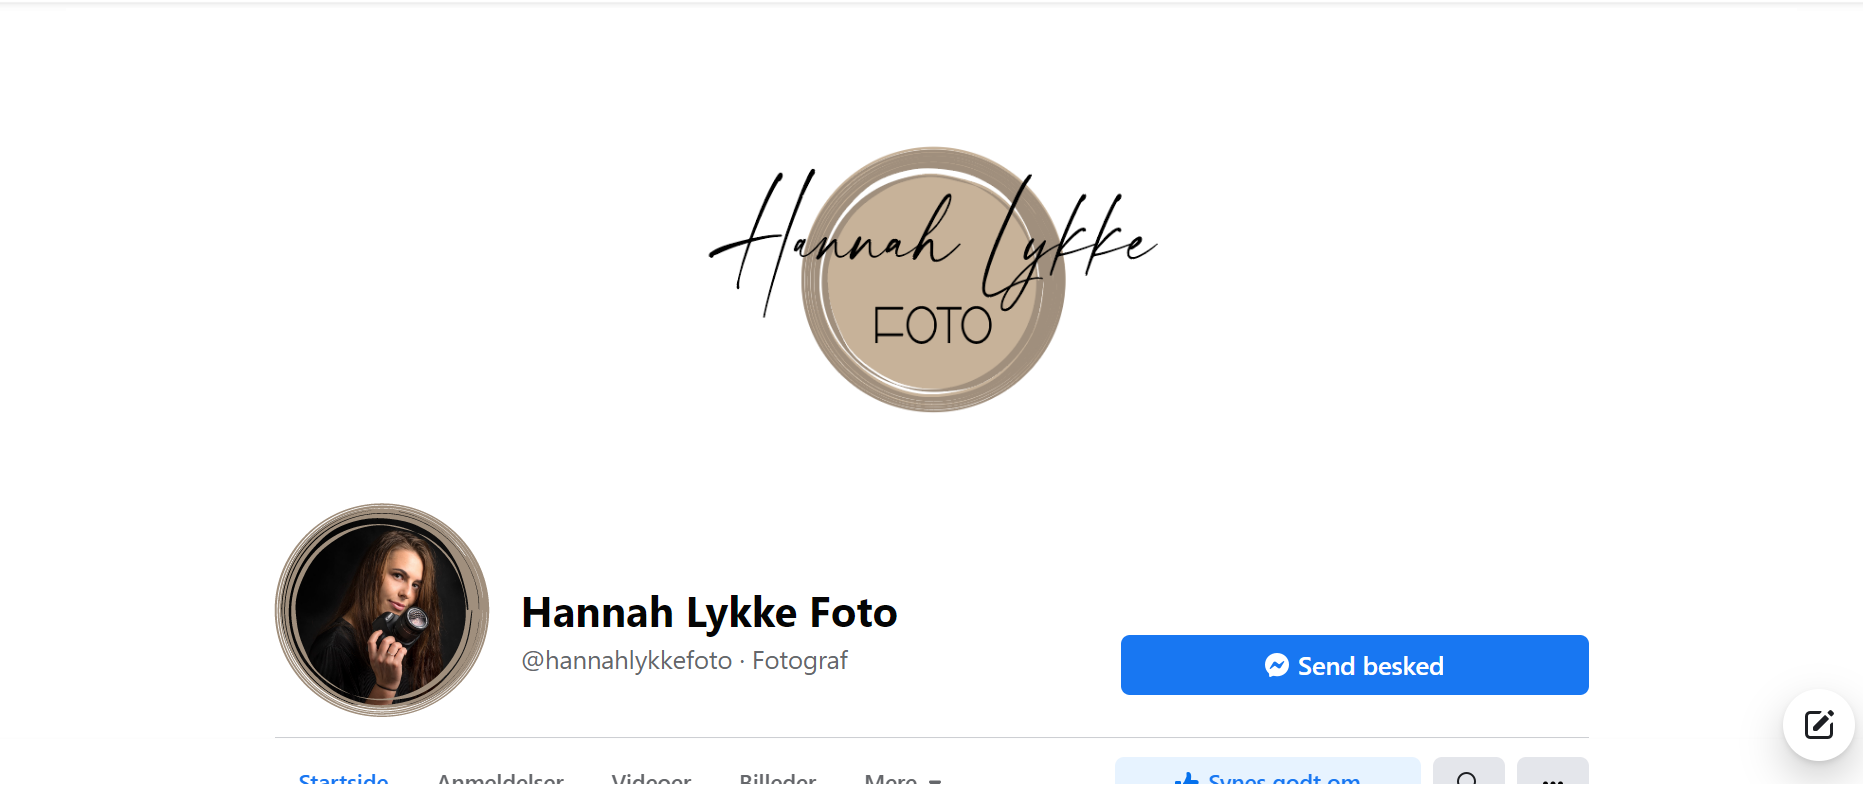 Hannah Lykke
FOTO
Hannah Lykke Foto
@hannahlykkefoto · Fotograf
Send besked
Startside Anmeldelser Videoer Billeder Mere Synes godt om